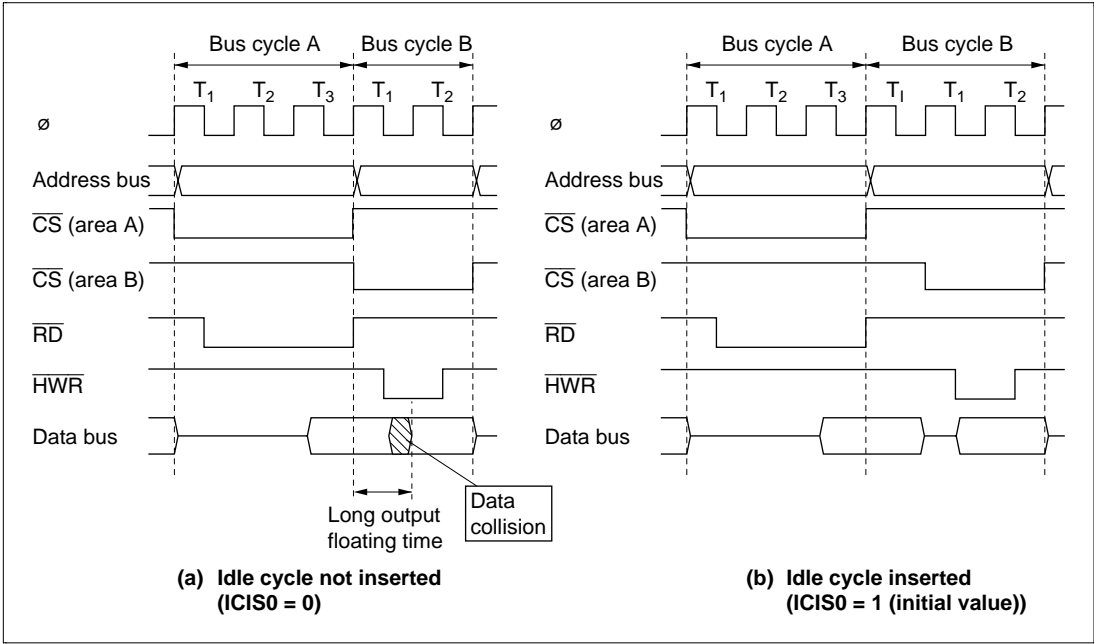 Bus cycle A
Bus cycle B
T1 T2 T3 T1 T2
ø
Address bus
CS (area A)
CS (area B)
RD
HWR
Data bus
Long output
floating time
Data
collision
(a) Idle cycle not inserted
(ICIS0 = 0)
Bus cycle A
Bus cycle B
T1 T2 T3 TI T1 T2
ø
Address bus
CS (area A)
CS (area B)
RD
HWR
Data bus
(b) Idle cycle inserted
(ICIS0 = 1 (initial value))